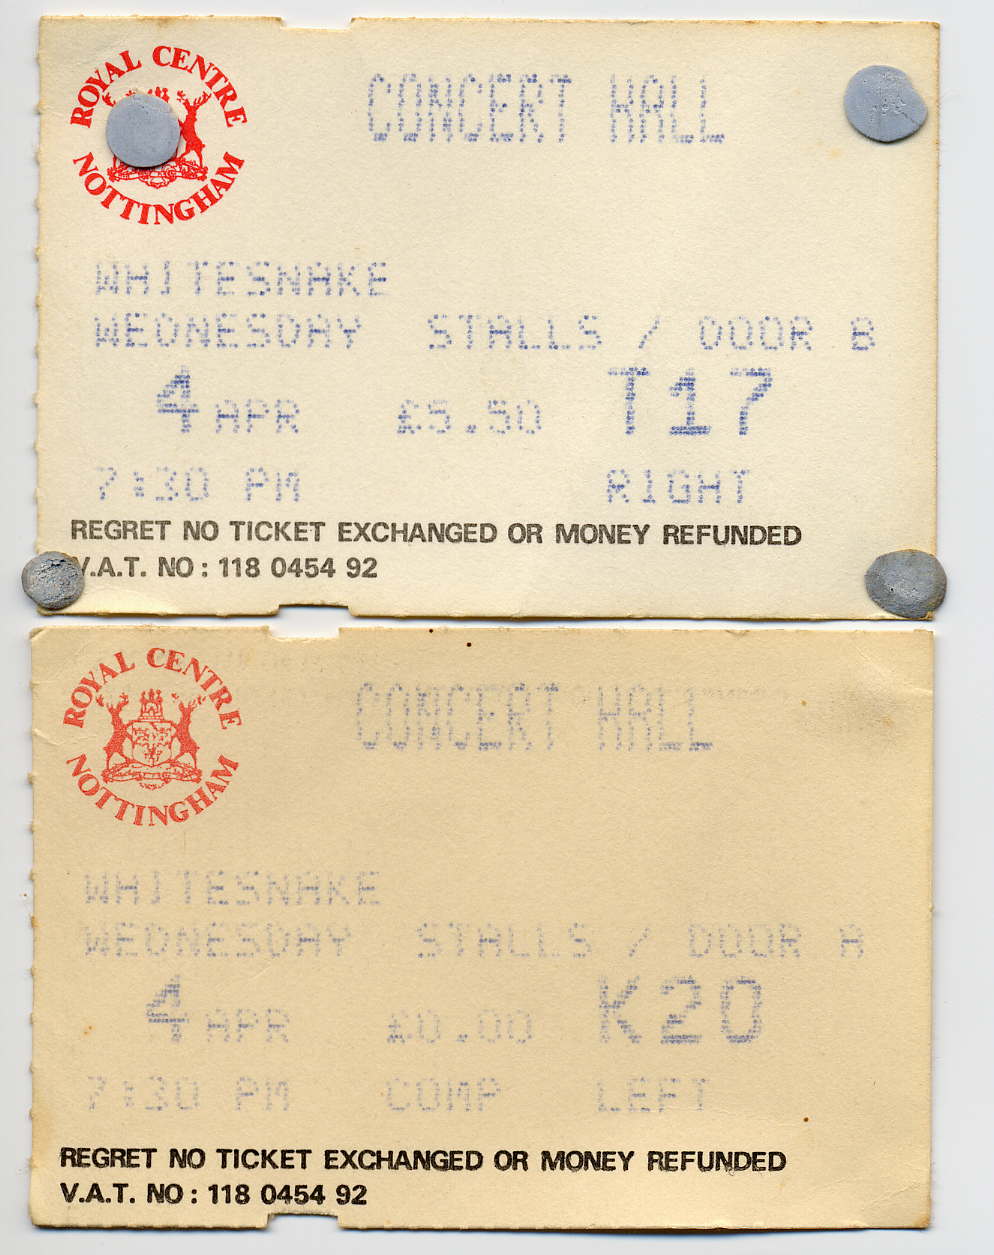 ROYAL CENTRE
NOTTINGHAM
CONCERT HALL
WHITESNAKE
WEDNESDAY STALLS / DOOR B
4 APR £5.50 T17
7:30 PM RIGHT
REGRET NO TICKET EXCHANGED OR MONEY REFUNDED
V.A.T. NO : 118 0454 92
ROYAL CENTRE
NOTTINGHAM
CONCERT HALL
WHITESNAKE
WEDNESDAY STALLS / DOOR A
4 APR £0.00 K20
7:30 PM COMP LEFT
REGRET NO TICKET EXCHANGED OR MONEY REFUNDED
V.A.T. NO : 118 0454 92